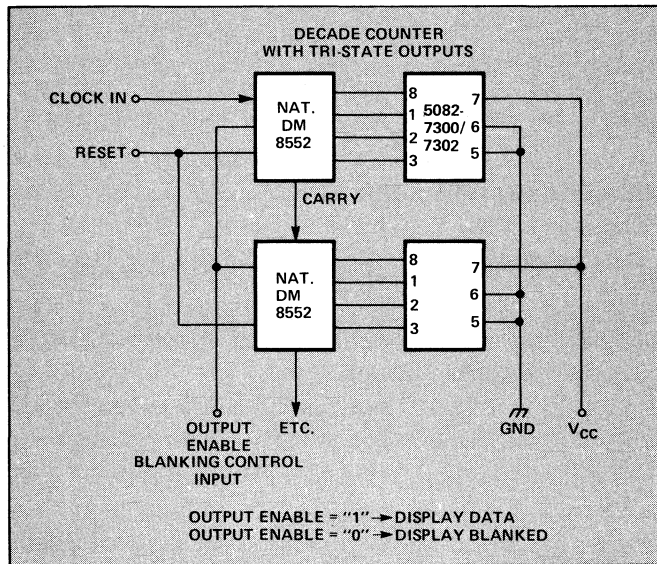 DECADE COUNTER
WITH TRI-STATE OUTPUTS
CLOCK IN
RESET
NAT.
DM
8552
8
1
2
3
5082-
7300/
7302
7
6
5
CARRY
NAT.
DM
8552
8
1
2
3
7
6
5
OUTPUT
ENABLE
BLANKING CONTROL
INPUT
ETC.
GND
VCC
OUTPUT ENABLE = "1" → DISPLAY DATA
OUTPUT ENABLE = "0" → DISPLAY BLANKED